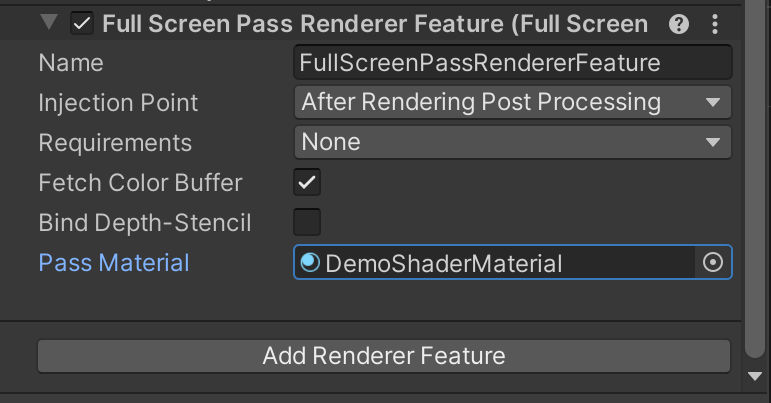 Full Screen Pass Renderer Feature (Full Screen
Name FullScreenPassRendererFeature
Injection Point After Rendering Post Processing
Requirements None
Fetch Color Buffer
Bind Depth-Stencil
Pass Material DemoShaderMaterial
Add Renderer Feature